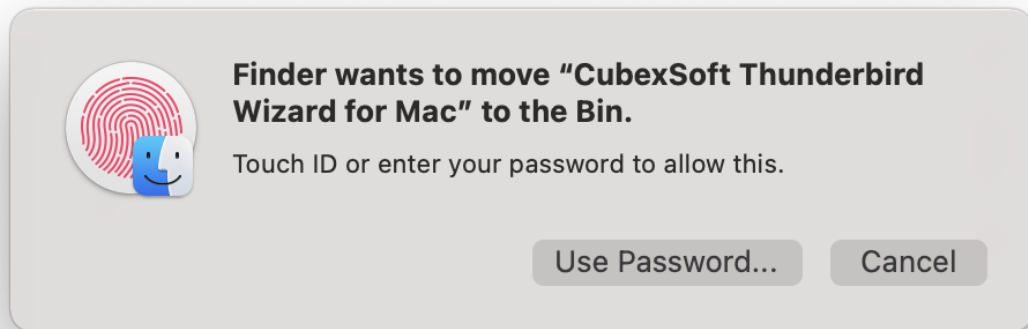 Finder wants to move “CubexSoft Thunderbird
Wizard for Mac” to the Bin.
Touch ID or enter your password to allow this.
Use Password... Cancel